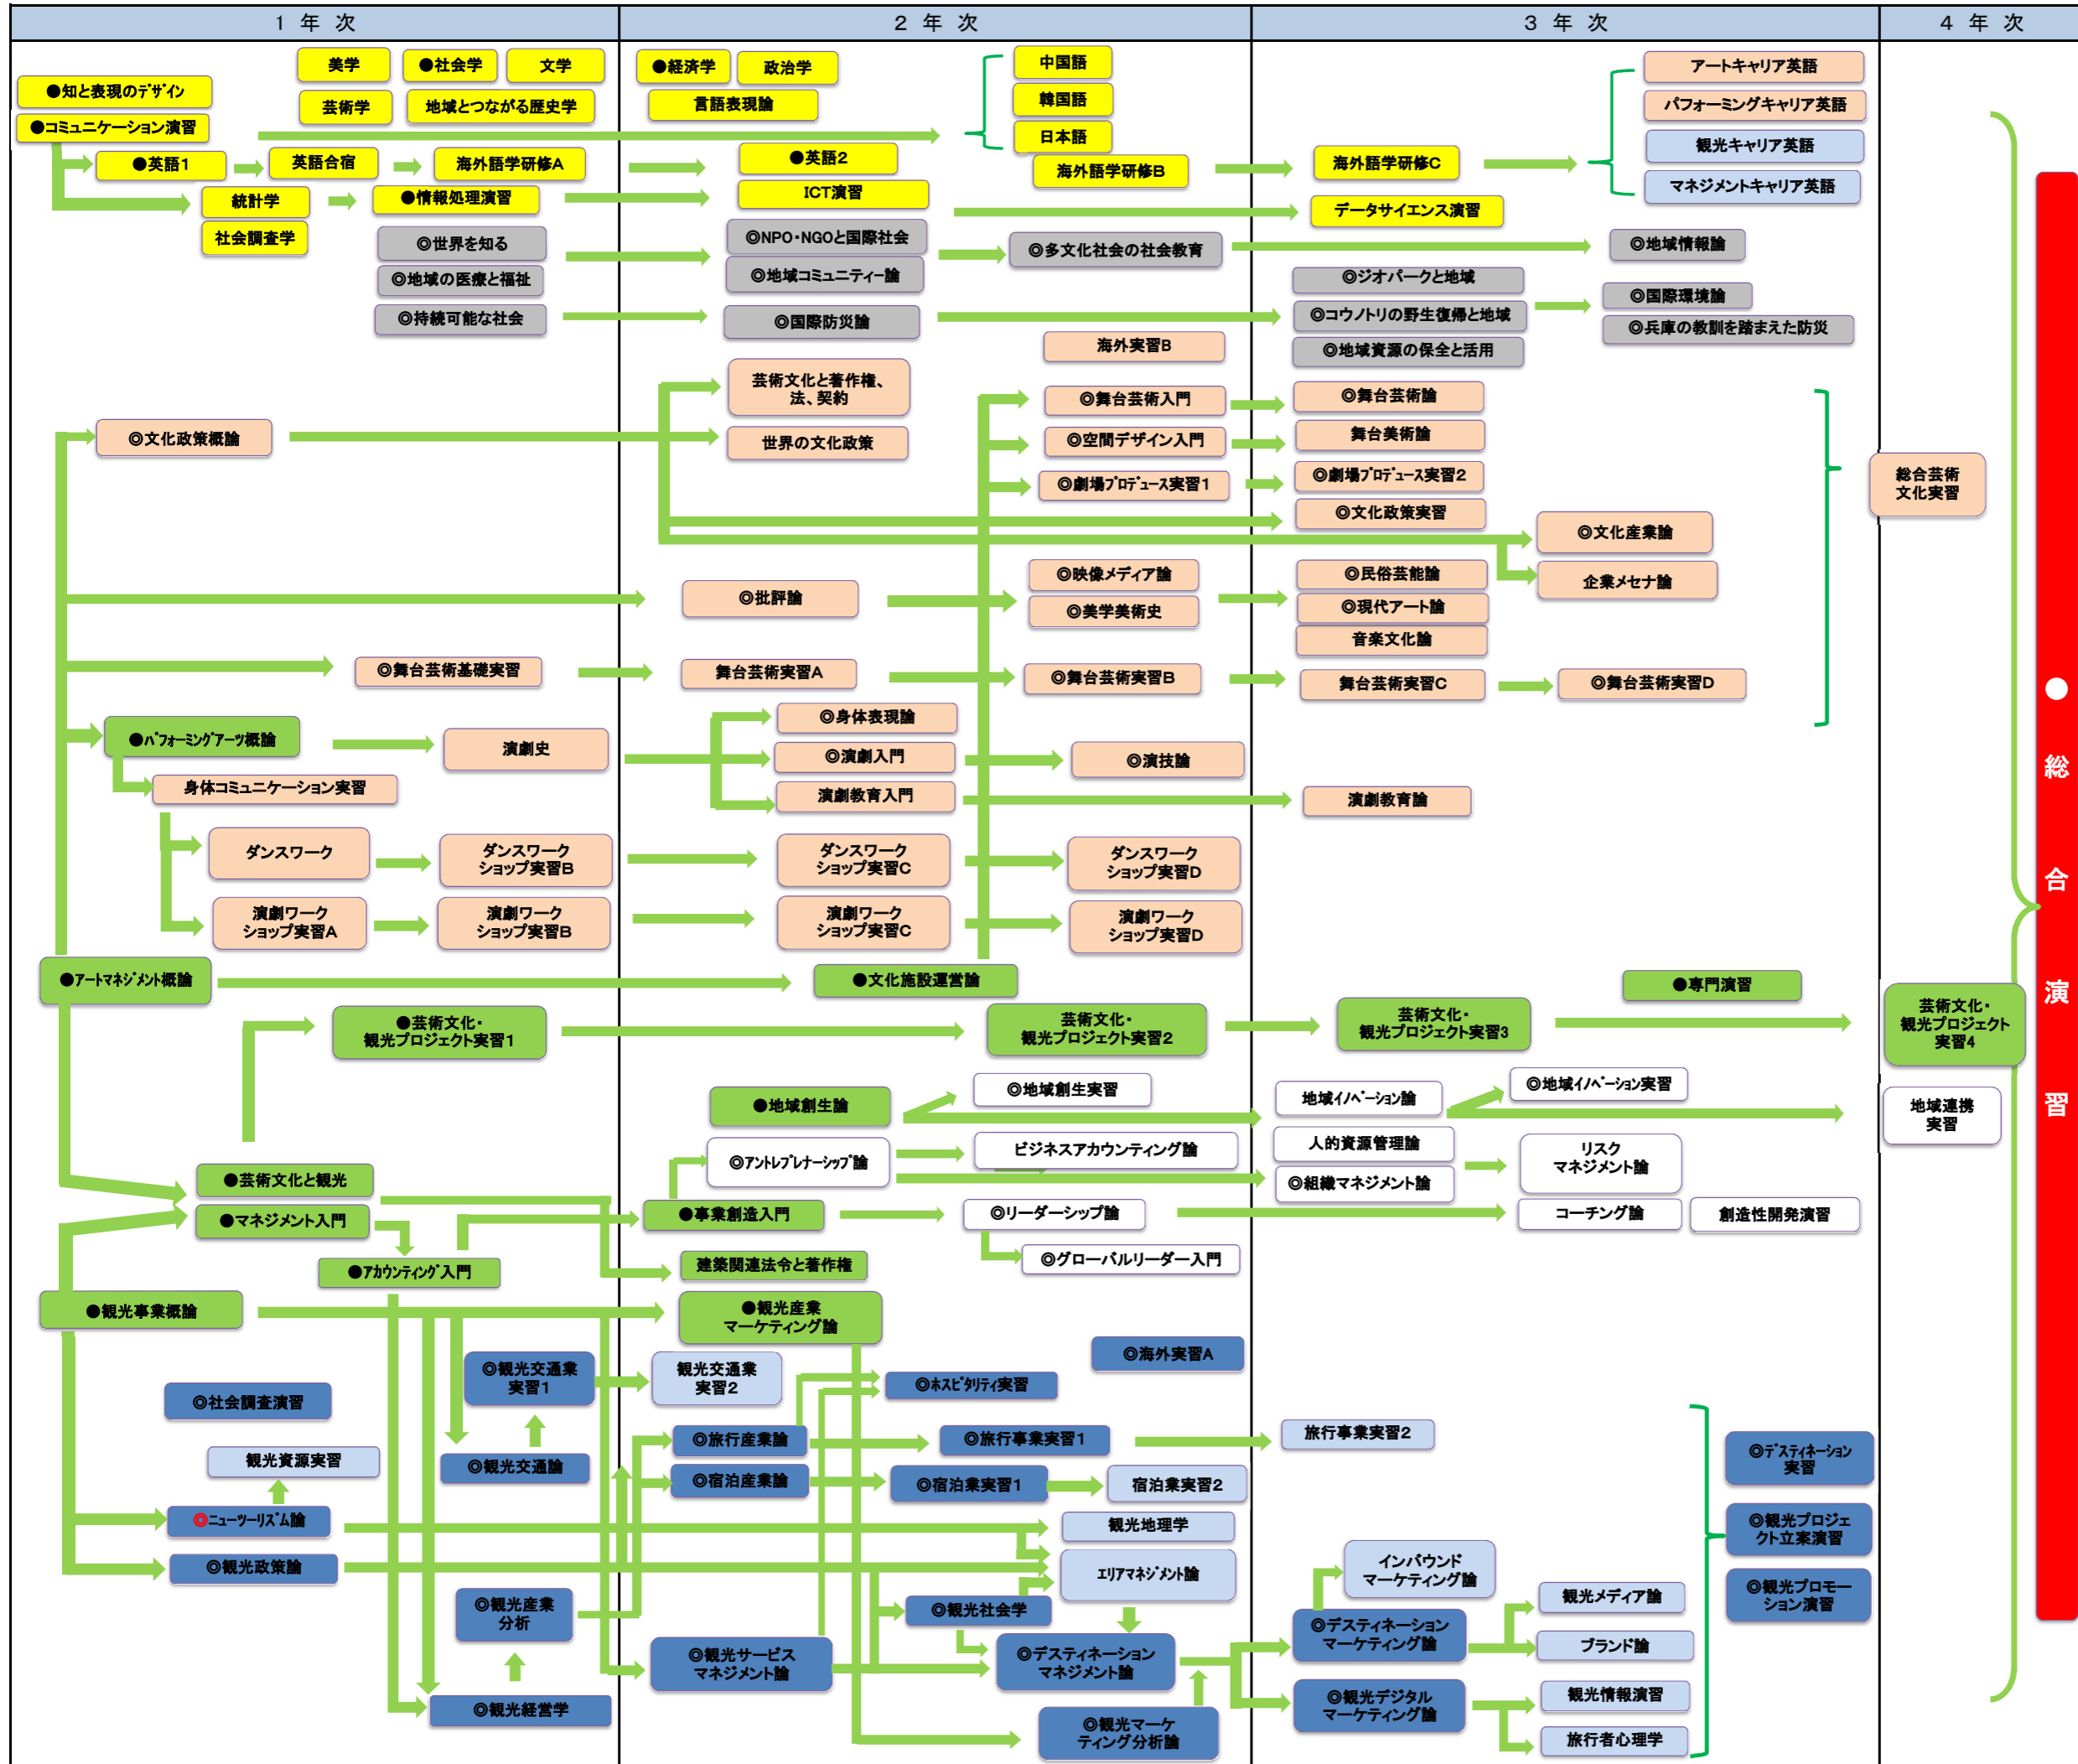 1 年 次
2 年 次
3 年 次
4 年 次
美学
●社会学
文学
●経済学
政治学
中国語
アートキャリア英語
●知と表現のデザイン
芸術学
地域とつながる歴史学
言語表現論
韓国語
パフォーミングキャリア英語
●コミュニケーション演習
日本語
観光キャリア英語
●英語1
英語合宿
海外語学研修A
●英語2
海外語学研修B
海外語学研修C
マネジメントキャリア英語
統計学
●情報処理演習
ICT演習
データサイエンス演習
社会調査学
◎世界を知る
◎NPO・NGOと国際社会
◎多文化社会の社会教育
◎地域情報論
◎地域の医療と福祉
◎地域コミュニティー論
◎ジオパークと地域
◎国際環境論
◎持続可能な社会
◎国際防災論
◎コウノトリの野生復帰と地域
◎兵庫の教訓を踏まえた防災
海外実習B
◎地域資源の保全と活用
芸術文化と著作権、
法、契約
◎舞台芸術入門
◎舞台芸術論
◎文化政策概論
世界の文化政策
◎空間デザイン入門
舞台美術論
◎劇場プロデュース実習1
◎劇場プロデュース実習2
総合芸術
文化実習
◎文化政策実習
◎文化産業論
◎映像メディア論
◎民俗芸能論
企業メセナ論
◎批評論
◎美学美術史
◎現代アート論
音楽文化論
◎舞台芸術基礎実習
舞台芸術実習A
◎舞台芸術実習B
舞台芸術実習C
◎舞台芸術実習D
●パフォーミングアーツ概論
演劇史
◎身体表現論
◎演劇入門
◎演技論
身体コミュニケーション実習
演劇教育入門
演劇教育論
ダンスワーク
ダンスワーク
ショップ実習B
ダンスワーク
ショップ実習C
ダンスワーク
ショップ実習D
演劇ワーク
ショップ実習A
演劇ワーク
ショップ実習B
演劇ワーク
ショップ実習C
演劇ワーク
ショップ実習D
●アートマネジメント概論
●文化施設運営論
●専門演習
●芸術文化・
観光プロジェクト実習1
芸術文化・
観光プロジェクト実習2
芸術文化・
観光プロジェクト実習3
芸術文化・
観光プロジェクト
実習4
●地域創生論
◎地域創生実習
地域イノベーション論
◎地域イノベーション実習
地域連携
実習
◎アントレプレナーシップ論
ビジネスアカウンティング論
人的資源管理論
リスク
マネジメント論
●芸術文化と観光
◎組織マネジメント論
●マネジメント入門
●事業創造入門
◎リーダーシップ論
コーチング論
創造性開発演習
●アカウンティング入門
建築関連法令と著作権
◎グローバルリーダー入門
●観光事業概論
●観光産業
マーケティング論
◎海外実習A
◎観光交通業
実習1
観光交通業
実習2
◎ホスピタリティ実習
◎社会調査演習
◎旅行産業論
◎旅行事業実習1
旅行事業実習2
観光資源実習
◎観光交通論
◎宿泊産業論
◎宿泊業実習1
宿泊業実習2
◎デスティネーション
実習
◎ニューツーリズム論
観光地理学
◎観光プロジェ
クト立案演習
◎観光政策論
エリアマネジメント論
インバウンド
マーケティング論
◎観光産業
分析
◎観光社会学
観光メディア論
◎観光プロモー
ション演習
◎観光サービス
マネジメント論
◎デスティネーション
マネジメント論
◎デスティネーション
マーケティング論
ブランド論
◎観光経営学
◎観光マーケ
ティング分析論
◎観光デジタル
マーケティング論
観光情報演習
旅行者心理学
●
総
合
演
習